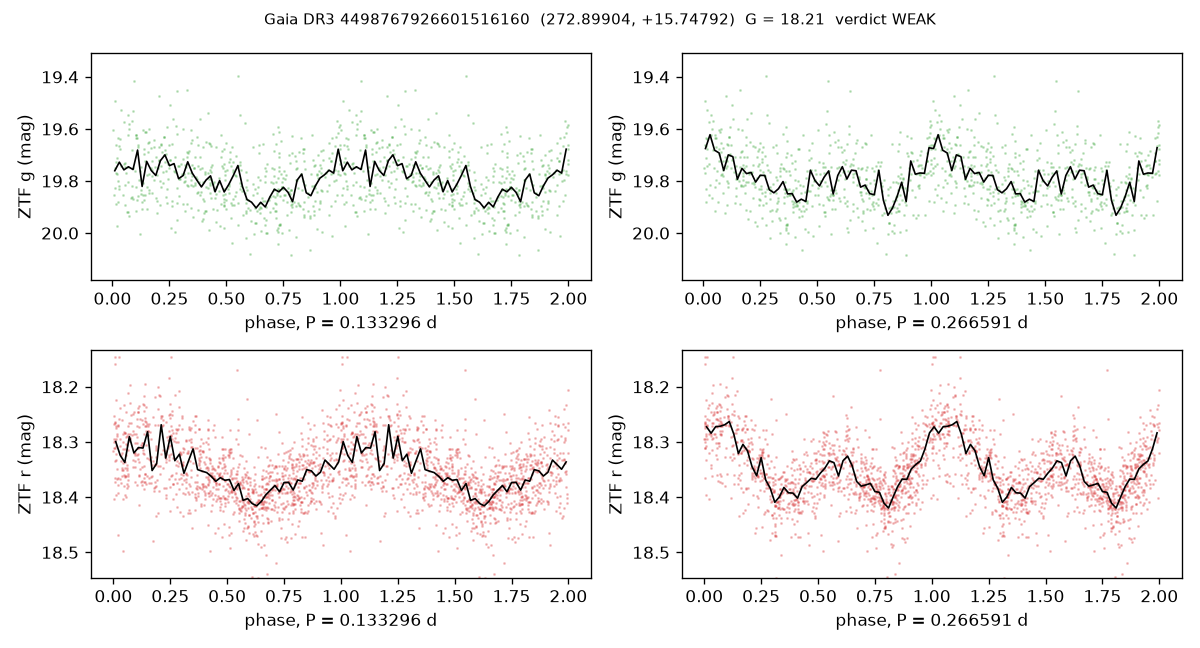 Gaia DR3 4498767926601516160 (272.89904, +15.74792) G = 18.21 verdict WEAK
ZTF g (mag)
19.4
19.6
19.8
20.0
0.00 0.25 0.50 0.75 1.00 1.25 1.50 1.75 2.00
phase, P = 0.133296 d
ZTF g (mag)
19.4
19.6
19.8
20.0
0.00 0.25 0.50 0.75 1.00 1.25 1.50 1.75 2.00
phase, P = 0.266591 d
ZTF r (mag)
18.2
18.3
18.4
18.5
0.00 0.25 0.50 0.75 1.00 1.25 1.50 1.75 2.00
phase, P = 0.133296 d
ZTF r (mag)
18.2
18.3
18.4
18.5
0.00 0.25 0.50 0.75 1.00 1.25 1.50 1.75 2.00
phase, P = 0.266591 d